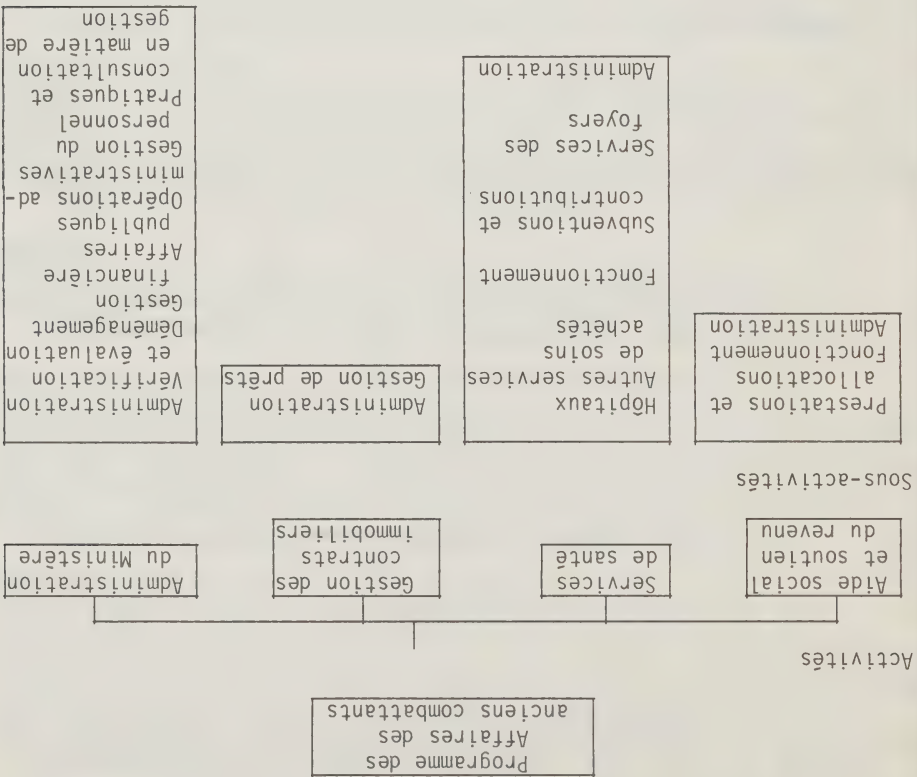 Programme des
Affaires des
anciens combattants
Activités
Aide social
et soutien
du revenu
Services
de santé
Gestion des
contrats
immobiliers
Administration
du Ministère
Sous-activités
Prestations et
allocations
Fonctionnement
Administration
Hôpitaux
Autres services
de soins
achétés
Fonctionnement
Subventions et
contributions
Services des
foyers
Administration
Administration
Gestion de prêts
Administration
Vérification
et évaluation
Déménagement
Gestion
financière
Affaires
publiques
Opérations ad-
ministratives
Gestion du
personnel
Pratiques et
consultation
en matière de
gestion